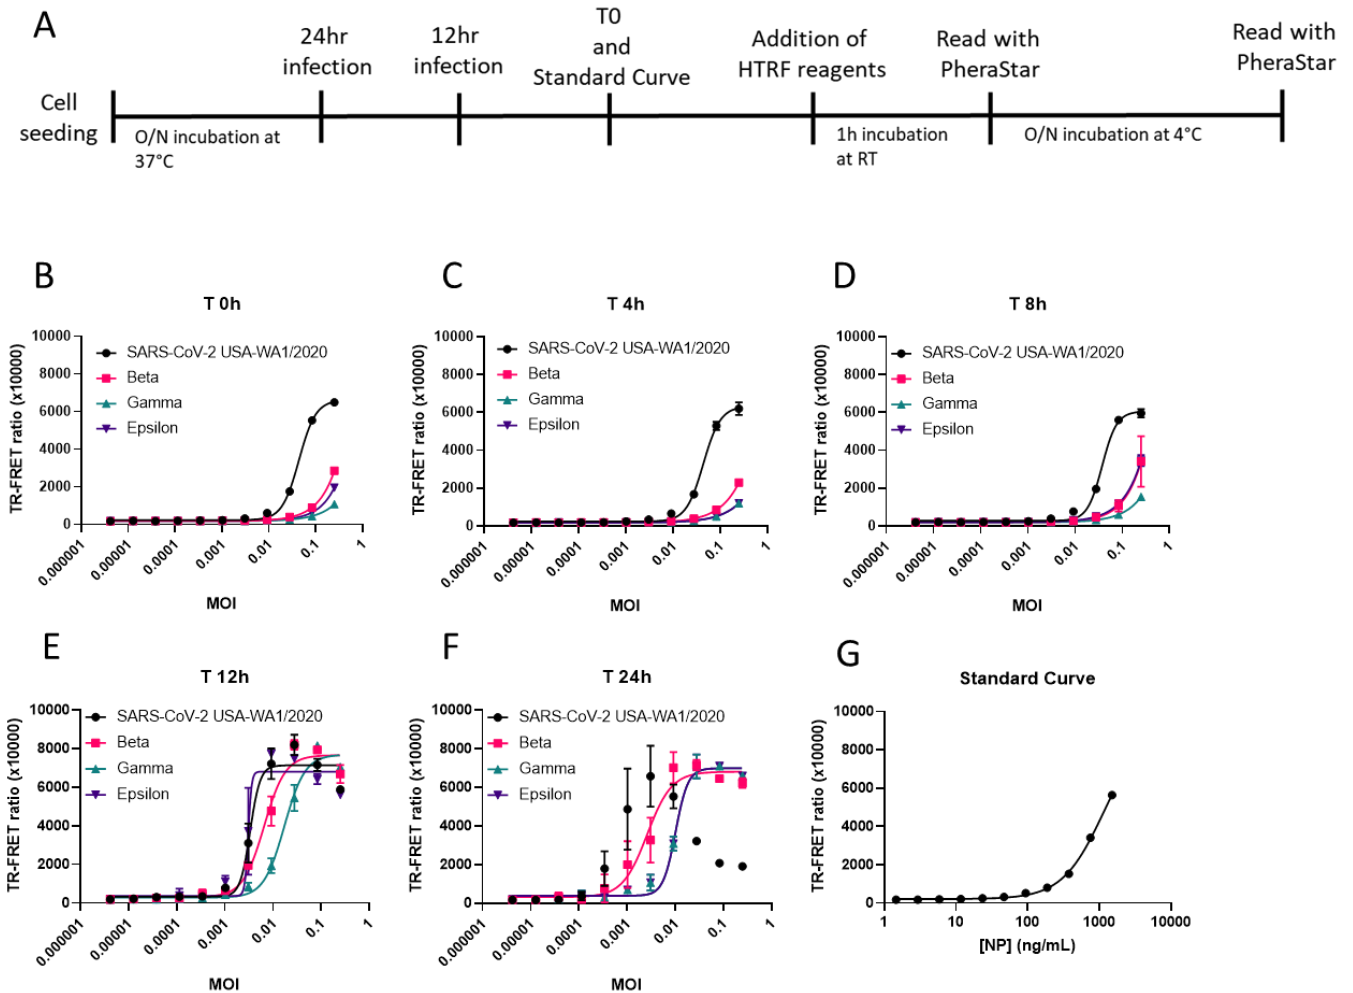 A
Cell
seeding
O/N incubation at
37°C
24hr
infection
12hr
infection
T0
and
Standard Curve
Addition of
HTRF reagents
1h incubation
at RT
Read with
PheraStar
O/N incubation at 4°C
Read with
PheraStar
B
T 0h
TR-FRET ratio (x10000)
10000
8000
6000
4000
2000
0
SARS-CoV-2 USA-WA1/2020
Beta
Gamma
Epsilon
0.000001
0.00001
0.0001
0.001
0.01
0.1
1
MOI
C
T 4h
TR-FRET ratio (x10000)
10000
8000
6000
4000
2000
0
SARS-CoV-2 USA-WA1/2020
Beta
Gamma
Epsilon
0.000001
0.00001
0.0001
0.001
0.01
0.1
1
MOI
D
T 8h
TR-FRET ratio (x10000)
10000
8000
6000
4000
2000
0
SARS-CoV-2 USA-WA1/2020
Beta
Gamma
Epsilon
0.000001
0.00001
0.0001
0.001
0.01
0.1
1
MOI
E
T 12h
TR-FRET ratio (x10000)
10000
8000
6000
4000
2000
0
SARS-CoV-2 USA-WA1/2020
Beta
Gamma
Epsilon
0.000001
0.00001
0.0001
0.001
0.01
0.1
1
MOI
F
T 24h
TR-FRET ratio (x10000)
10000
8000
6000
4000
2000
0
SARS-CoV-2 USA-WA1/2020
Beta
Gamma
Epsilon
0.000001
0.00001
0.0001
0.001
0.01
0.1
1
MOI
G
Standard Curve
TR-FRET ratio (x10000)
10000
8000
6000
4000
2000
0
1
10
100
1000
10000
[NP] (ng/mL)